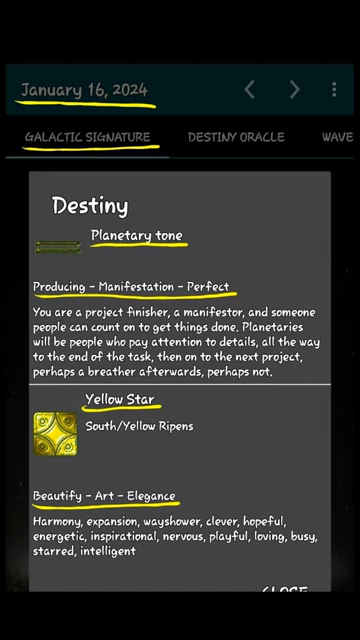 January 16, 2024
GALACTIC SIGNATURE DESTINY ORACLE WAVE
Destiny
Planetary tone
Producing – Manifestation – Perfect
You are a project finisher, a manifestor, and someone
people can count on to get things done. Planetaries
will be people who pay attention to details, all the way
to the end of the task, then on to the next project,
perhaps a breather afterwards, perhaps not.
Yellow Star
South/Yellow Ripens
Beautify – Art – Elegance
Harmony, expansion, wayshower, clever, hopeful,
energetic, inspirational, nervous, playful, loving, busy,
starred, intelligent
CLOSE